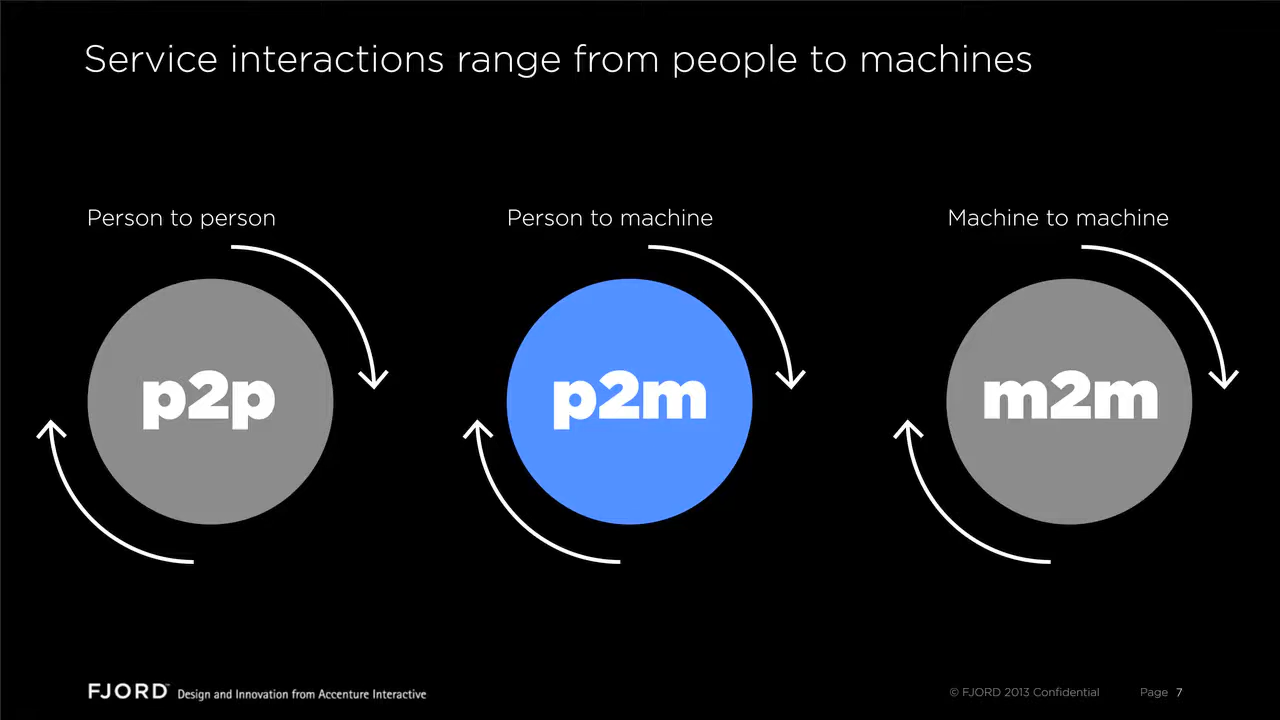 Service interactions range from people to machines
Person to person
Person to machine
Machine to machine
p2p
p2m
m2m
FJORD™ Design and Innovation from Accenture Interactive
© FJORD 2013 Confidential
Page 7